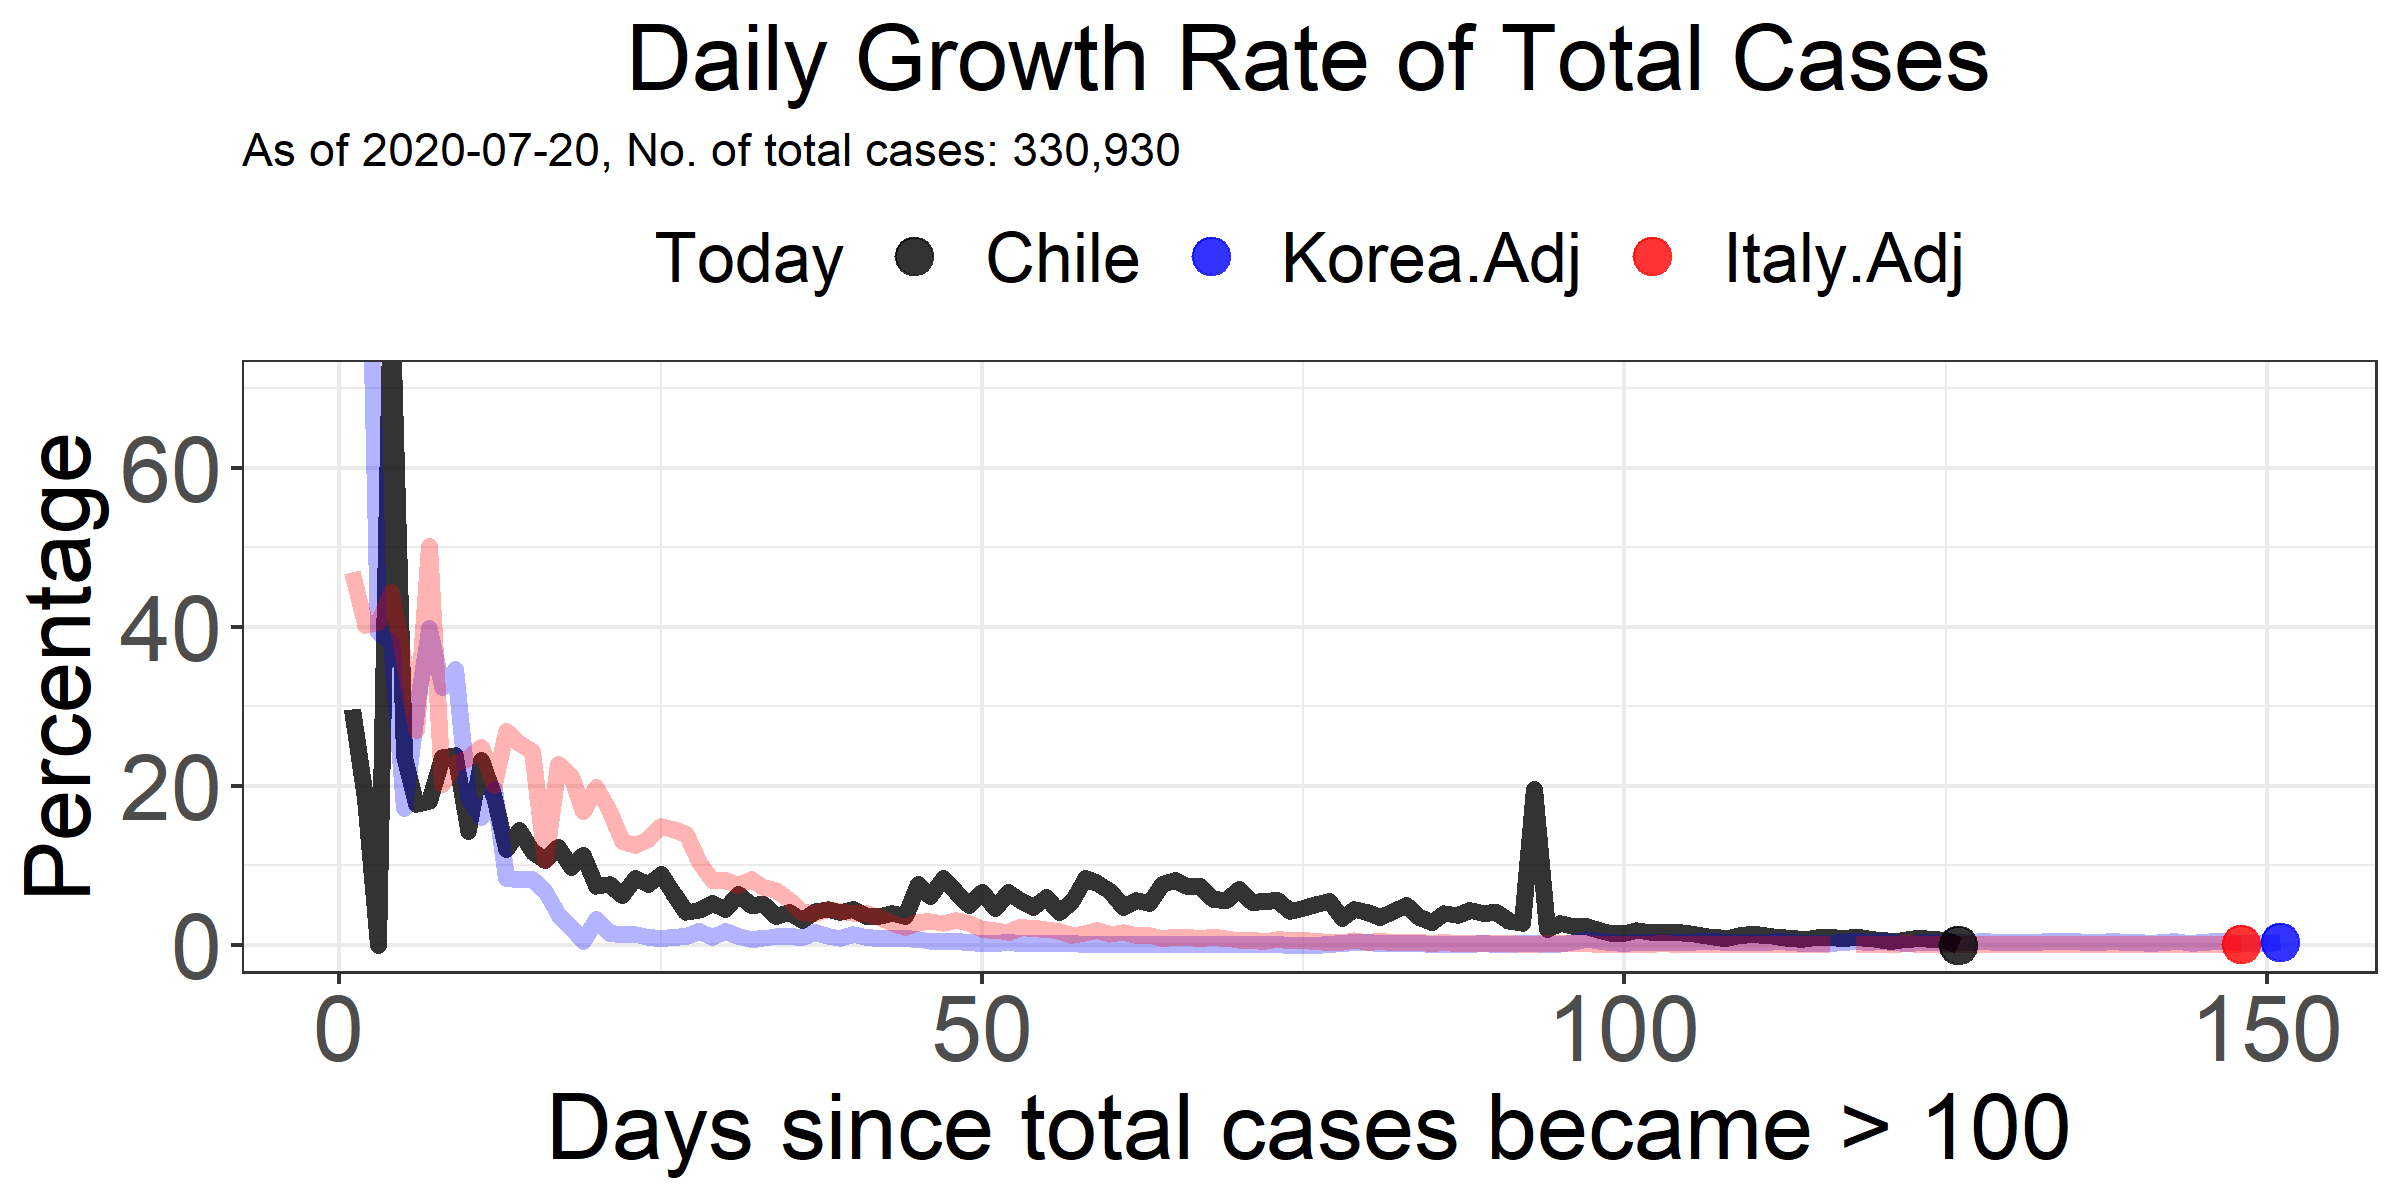 Daily Growth Rate of Total Cases
As of 2020-07-20, No. of total cases: 330,930
Today Chile Korea.Adj Italy.Adj
Percentage
60
40
20
0
0 50 100 150
Days since total cases became > 100